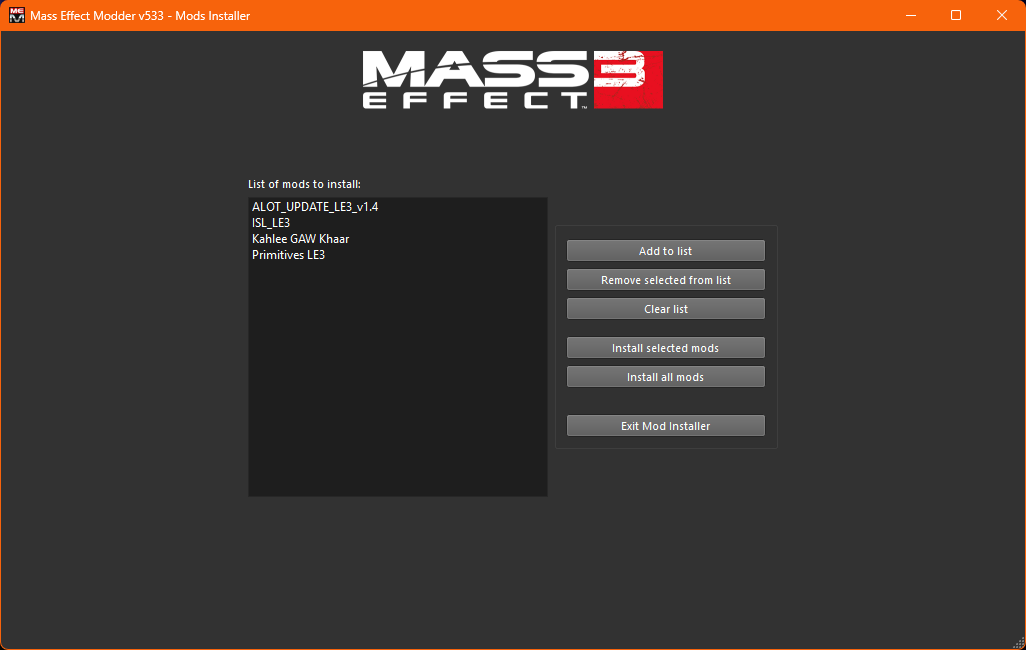 Mass Effect Modder v533 - Mods Installer
MASS 3
EFFECT™
List of mods to install:
ALOT_UPDATE_LE3_v1.4
ISL_LE3
Kahlee GAW Khaar
Primitives LE3
Add to list
Remove selected from list
Clear list
Install selected mods
Install all mods
Exit Mod Installer